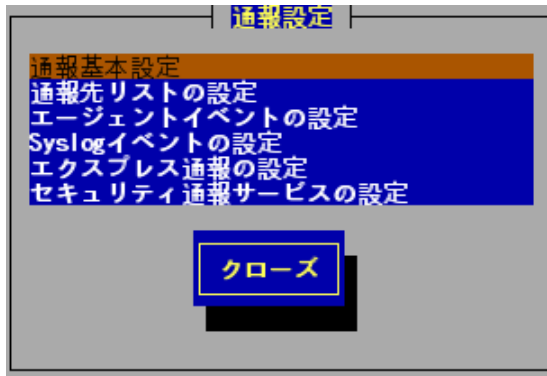 通報設定
通報基本設定
通報先リストの設定
エージェントイベントの設定
Syslogイベントの設定
エクスプレス通報の設定
セキュリティ通報サービスの設定
クローズ